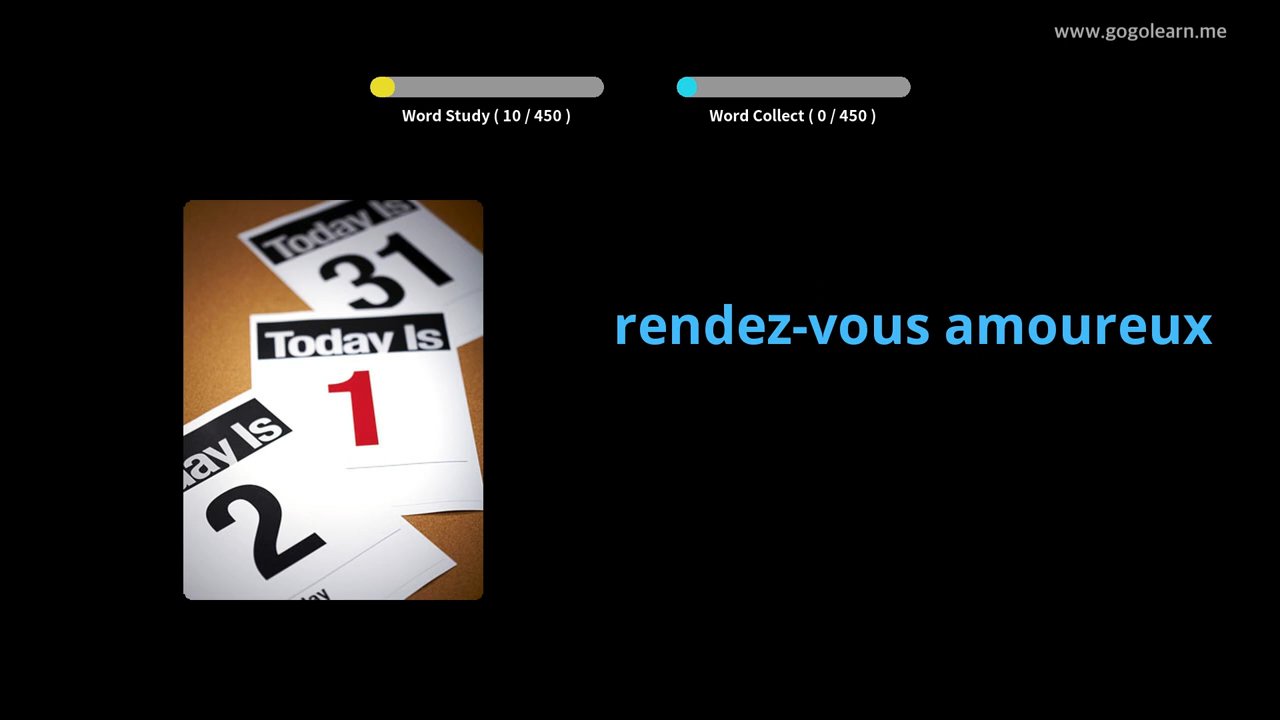 www.gogolearn.me
Word Study ( 10 / 450 )
Word Collect ( 0 / 450 )
Today Is
31
Today Is
1
rendez-vous amoureux
ay Is
2